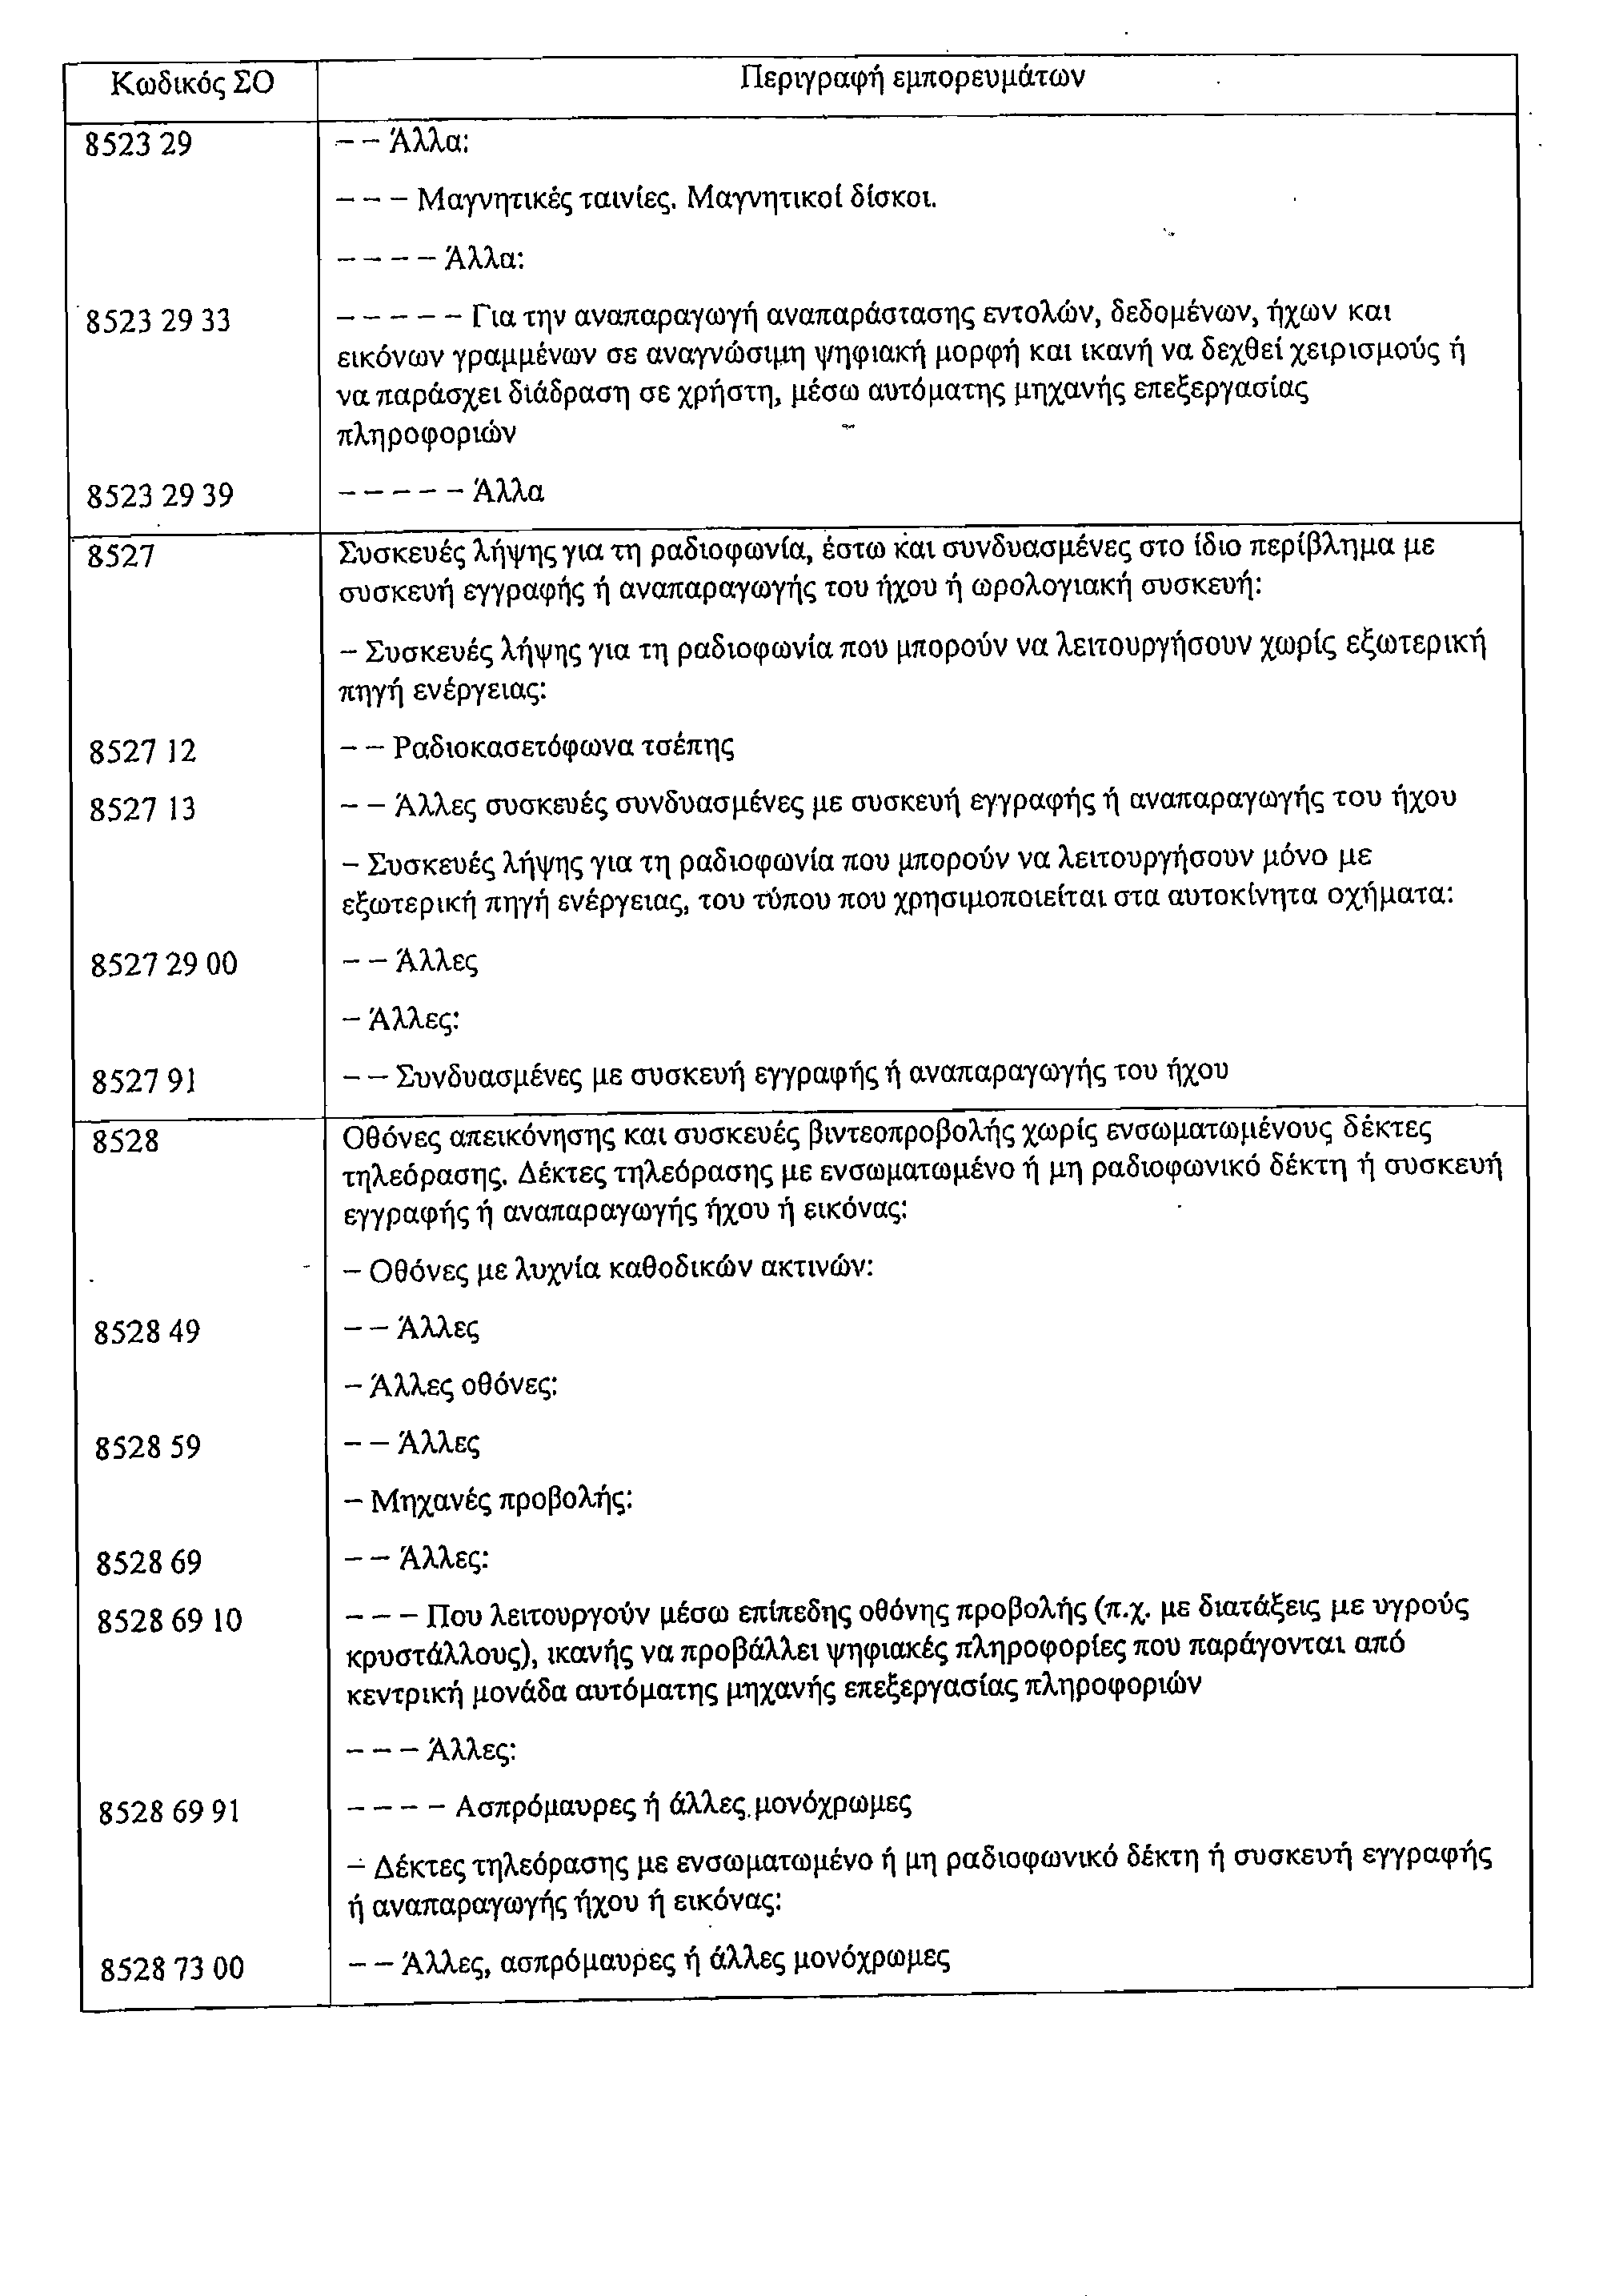 Κωδικός ΣΟ Περιγραφή εμπορευμάτων
8523 29 – – Άλλα:
– – – Μαγνητικές ταινίες. Μαγνητικοί δίσκοι.
– – – – Άλλα:
8523 29 33 – – – – – Για την αναπαραγωγή αναπαράστασης εντολών, δεδομένων, ήχων και
εικόνων γραμμένων σε αναγνώσιμη ψηφιακή μορφή και ικανή να δεχθεί χειρισμούς ή
να παράσχει διάδραση σε χρήστη, μέσω αυτόματης μηχανής επεξεργασίας
πληροφοριών
8523 29 39 – – – – – Άλλα
8527 Συσκευές λήψης για τη ραδιοφωνία, έστω και συνδυασμένες στο ίδιο περίβλημα με
συσκευή εγγραφής ή αναπαραγωγής του ήχου ή ωρολογιακή συσκευή:
– Συσκευές λήψης για τη ραδιοφωνία που μπορούν να λειτουργήσουν χωρίς εξωτερική
πηγή ενέργειας:
8527 12 – – Ραδιοκασετόφωνα τσέπης
8527 13 – – Άλλες συσκευές συνδυασμένες με συσκευή εγγραφής ή αναπαραγωγής του ήχου
– Συσκευές λήψης για τη ραδιοφωνία που μπορούν να λειτουργήσουν μόνο με
εξωτερική πηγή ενέργειας, του τύπου που χρησιμοποιείται στα αυτοκίνητα οχήματα:
8527 29 00 – – Άλλες
– Άλλες:
8527 91 – – Συνδυασμένες με συσκευή εγγραφής ή αναπαραγωγής του ήχου
8528 Οθόνες απεικόνησης και συσκευές βιντεοπροβολής χωρίς ενσωματωμένους δέκτες
τηλεόρασης. Δέκτες τηλεόρασης με ενσωματωμένο ή μη ραδιοφωνικό δέκτη ή συσκευή
εγγραφής ή αναπαραγωγής ήχου ή εικόνας:
– Οθόνες με λυχνία καθοδικών ακτινών:
8528 49 – – Άλλες
– Άλλες οθόνες:
8528 59 – – Άλλες
– Μηχανές προβολής:
8528 69 – – Άλλες:
8528 69 10 – – – Που λειτουργούν μέσω επίπεδης οθόνης προβολής (π.χ. με διατάξεις με υγρούς
κρυστάλλους), ικανής να προβάλλει ψηφιακές πληροφορίες που παράγονται από
κεντρική μονάδα αυτόματης μηχανής επεξεργασίας πληροφοριών
– – – Άλλες:
8528 69 91 – – – – Ασπρόμαυρες ή άλλες μονόχρωμες
– Δέκτες τηλεόρασης με ενσωματωμένο ή μη ραδιοφωνικό δέκτη ή συσκευή εγγραφής
ή αναπαραγωγής ήχου ή εικόνας:
8528 73 00 – – Άλλες, ασπρόμαυρες ή άλλες μονόχρωμες